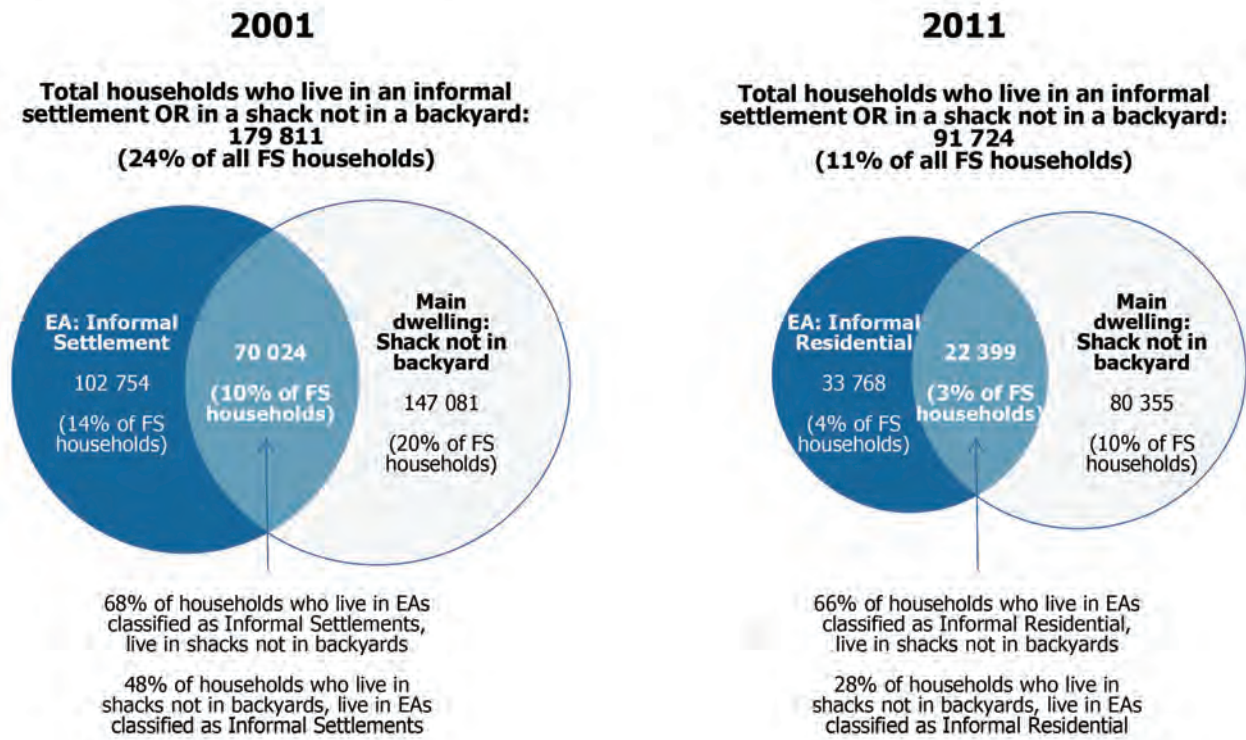 2001
Total households who live in an informal
settlement OR in a shack not in a backyard:
179 811
(24% of all FS households)
EA: Informal
Settlement
102 754
(14% of FS
households)
70 024
(10% of FS
households)
Main
dwelling:
Shack not in
backyard
147 081
(20% of FS
households)
68% of households who live in EAs
classified as Informal Settlements,
live in shacks not in backyards
48% of households who live in
shacks not in backyards, live in EAs
classified as Informal Settlements
2011
Total households who live in an informal
settlement OR in a shack not in a backyard:
91 724
(11% of all FS households)
EA: Informal
Residential
33 768
(4% of FS
households)
22 399
(3% of FS
households)
Main
dwelling:
Shack not in
backyard
80 355
(10% of FS
households)
66% of households who live in EAs
classified as Informal Residential,
live in shacks not in backyards
28% of households who live in
shacks not in backyards, live in EAs
classified as Informal Residential